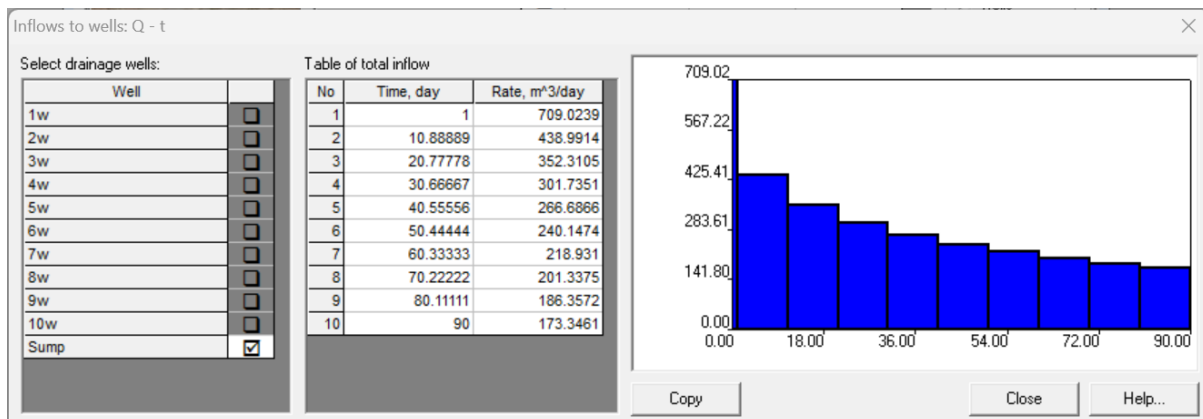 Inflows to wells: Q - t
Select drainage wells:
Well
1w
2w
3w
4w
5w
6w
7w
8w
9w
10w
Sump
Table of total inflow
No Time, day Rate, m^3/day
1 1 709.0239
2 10.88889 438.9914
3 20.77778 352.3105
4 30.66667 301.7351
5 40.55556 266.6866
6 50.44444 240.1474
7 60.33333 218.931
8 70.22222 201.3375
9 80.11111 186.3572
10 90 173.3461
709.02
567.22
425.41
283.61
141.80
0.00
0.00 18.00 36.00 54.00 72.00 90.00
Copy Close Help...